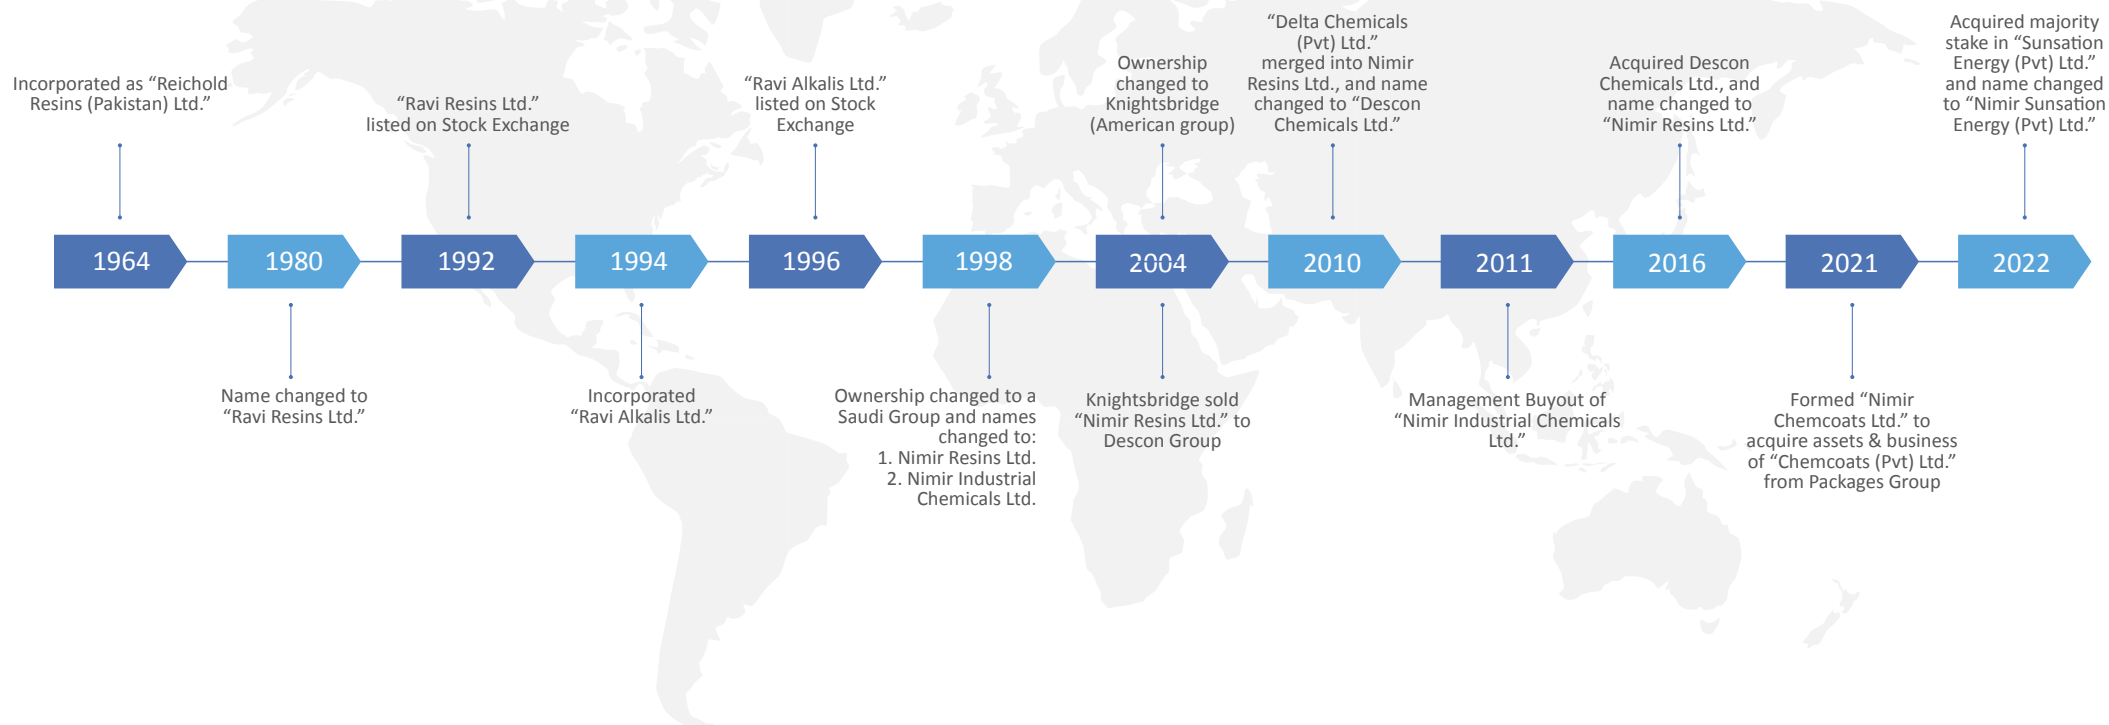 Incorporated as “Reichold
Resins (Pakistan) Ltd.”
“Ravi Resins Ltd.”
listed on Stock Exchange
“Ravi Alkalis Ltd.”
listed on Stock
Exchange
Ownership
changed to
Knightsbridge
(American group)
“Delta Chemicals
(Pvt) Ltd.”
merged into Nimir
Resins Ltd., and name
changed to “Descon
Chemicals Ltd.”
Acquired Descon
Chemicals Ltd., and
name changed to
“Nimir Resins Ltd.”
Acquired majority
stake in “Sunsation
Energy (Pvt) Ltd.”
and name changed
to “Nimir Sunsation
Energy (Pvt) Ltd.”
1964
1980
1992
1994
1996
1998
2004
2010
2011
2016
2021
2022
Name changed to
“Ravi Resins Ltd.”
Incorporated
“Ravi Alkalis Ltd.”
Ownership changed to a
Saudi Group and names
changed to:
1. Nimir Resins Ltd.
2. Nimir Industrial
Chemicals Ltd.
Knightsbridge sold
“Nimir Resins Ltd.” to
Descon Group
Management Buyout of
“Nimir Industrial Chemicals
Ltd.”
Formed “Nimir
Chemcoats Ltd.” to
acquire assets & business
of “Chemcoats (Pvt) Ltd.”
from Packages Group